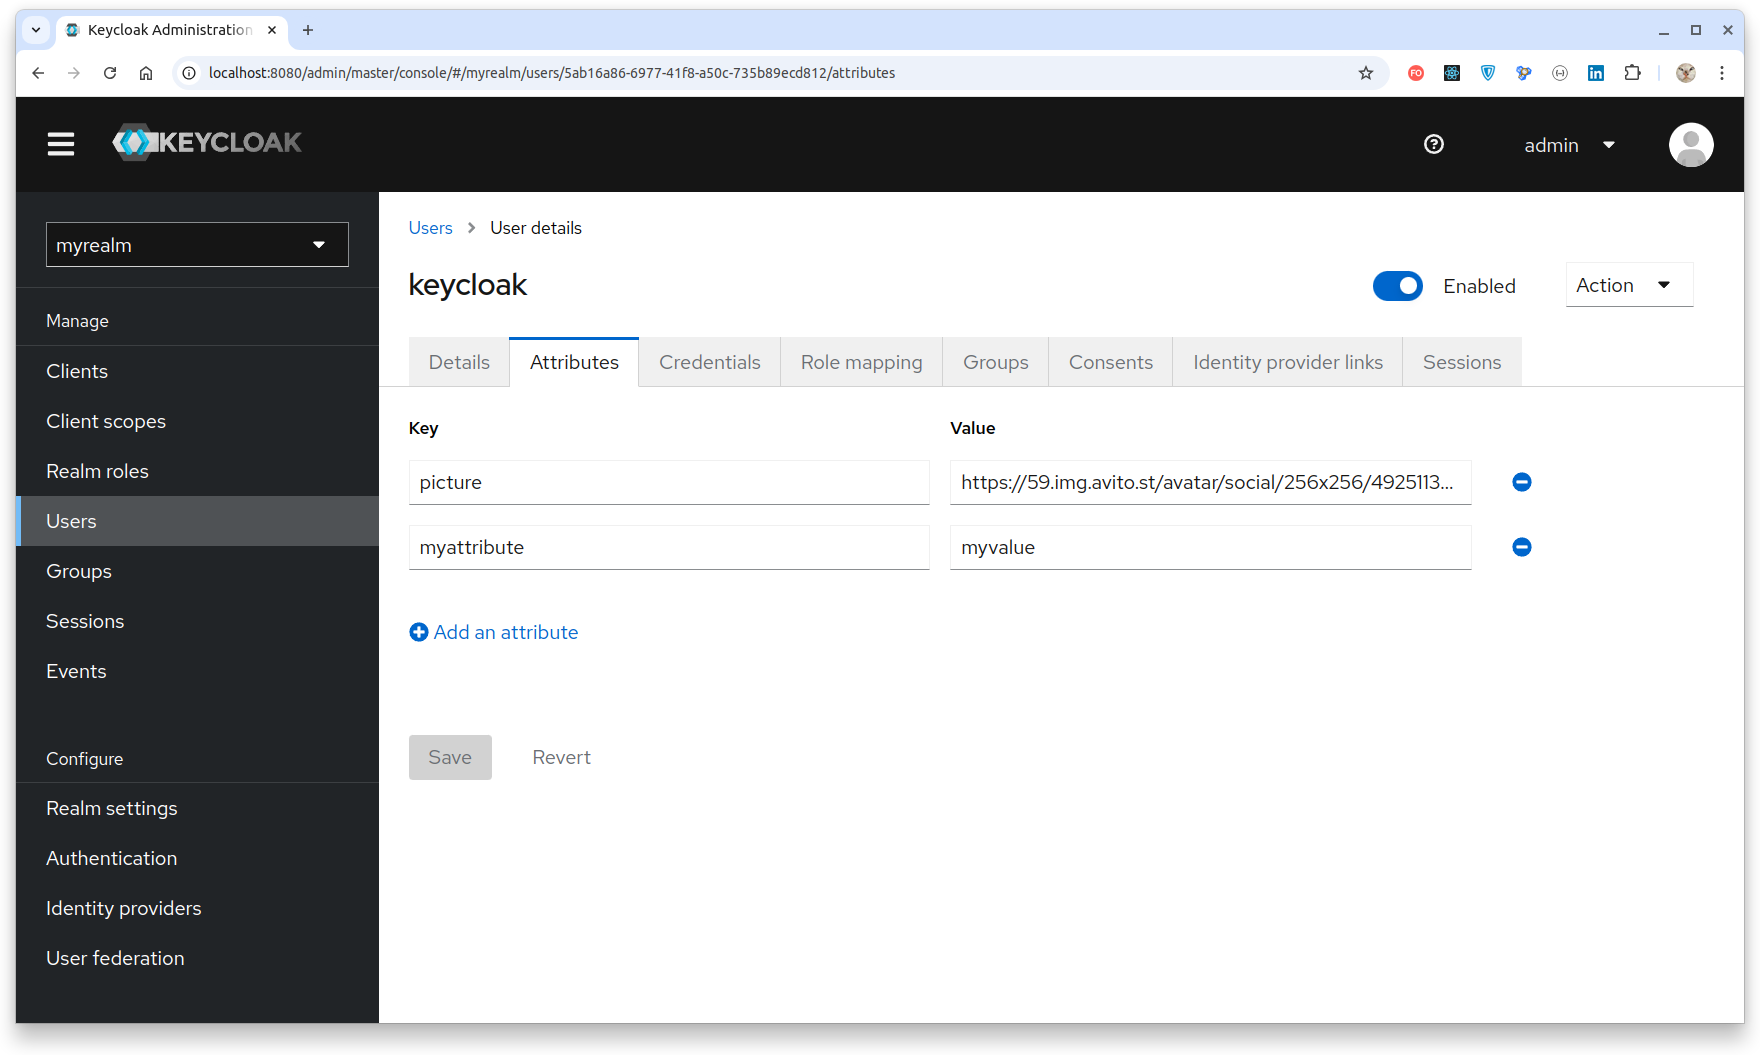 Keycloak Administration
localhost:8080/admin/master/console/#/myrealm/users/5ab16a86-6977-41f8-a50c-735b89ecd812/attributes
FO
in
KEYCLOAK
admin
myrealm
Manage
Clients
Client scopes
Realm roles
Users
Groups
Sessions
Events
Configure
Realm settings
Authentication
Identity providers
User federation
Users > User details
keycloak
Enabled
Action
Details Attributes Credentials Role mapping Groups Consents Identity provider links Sessions
Key Value
picture https://59.img.avito.st/avatar/social/256x256/4925113...
myattribute myvalue
Add an attribute
Save Revert